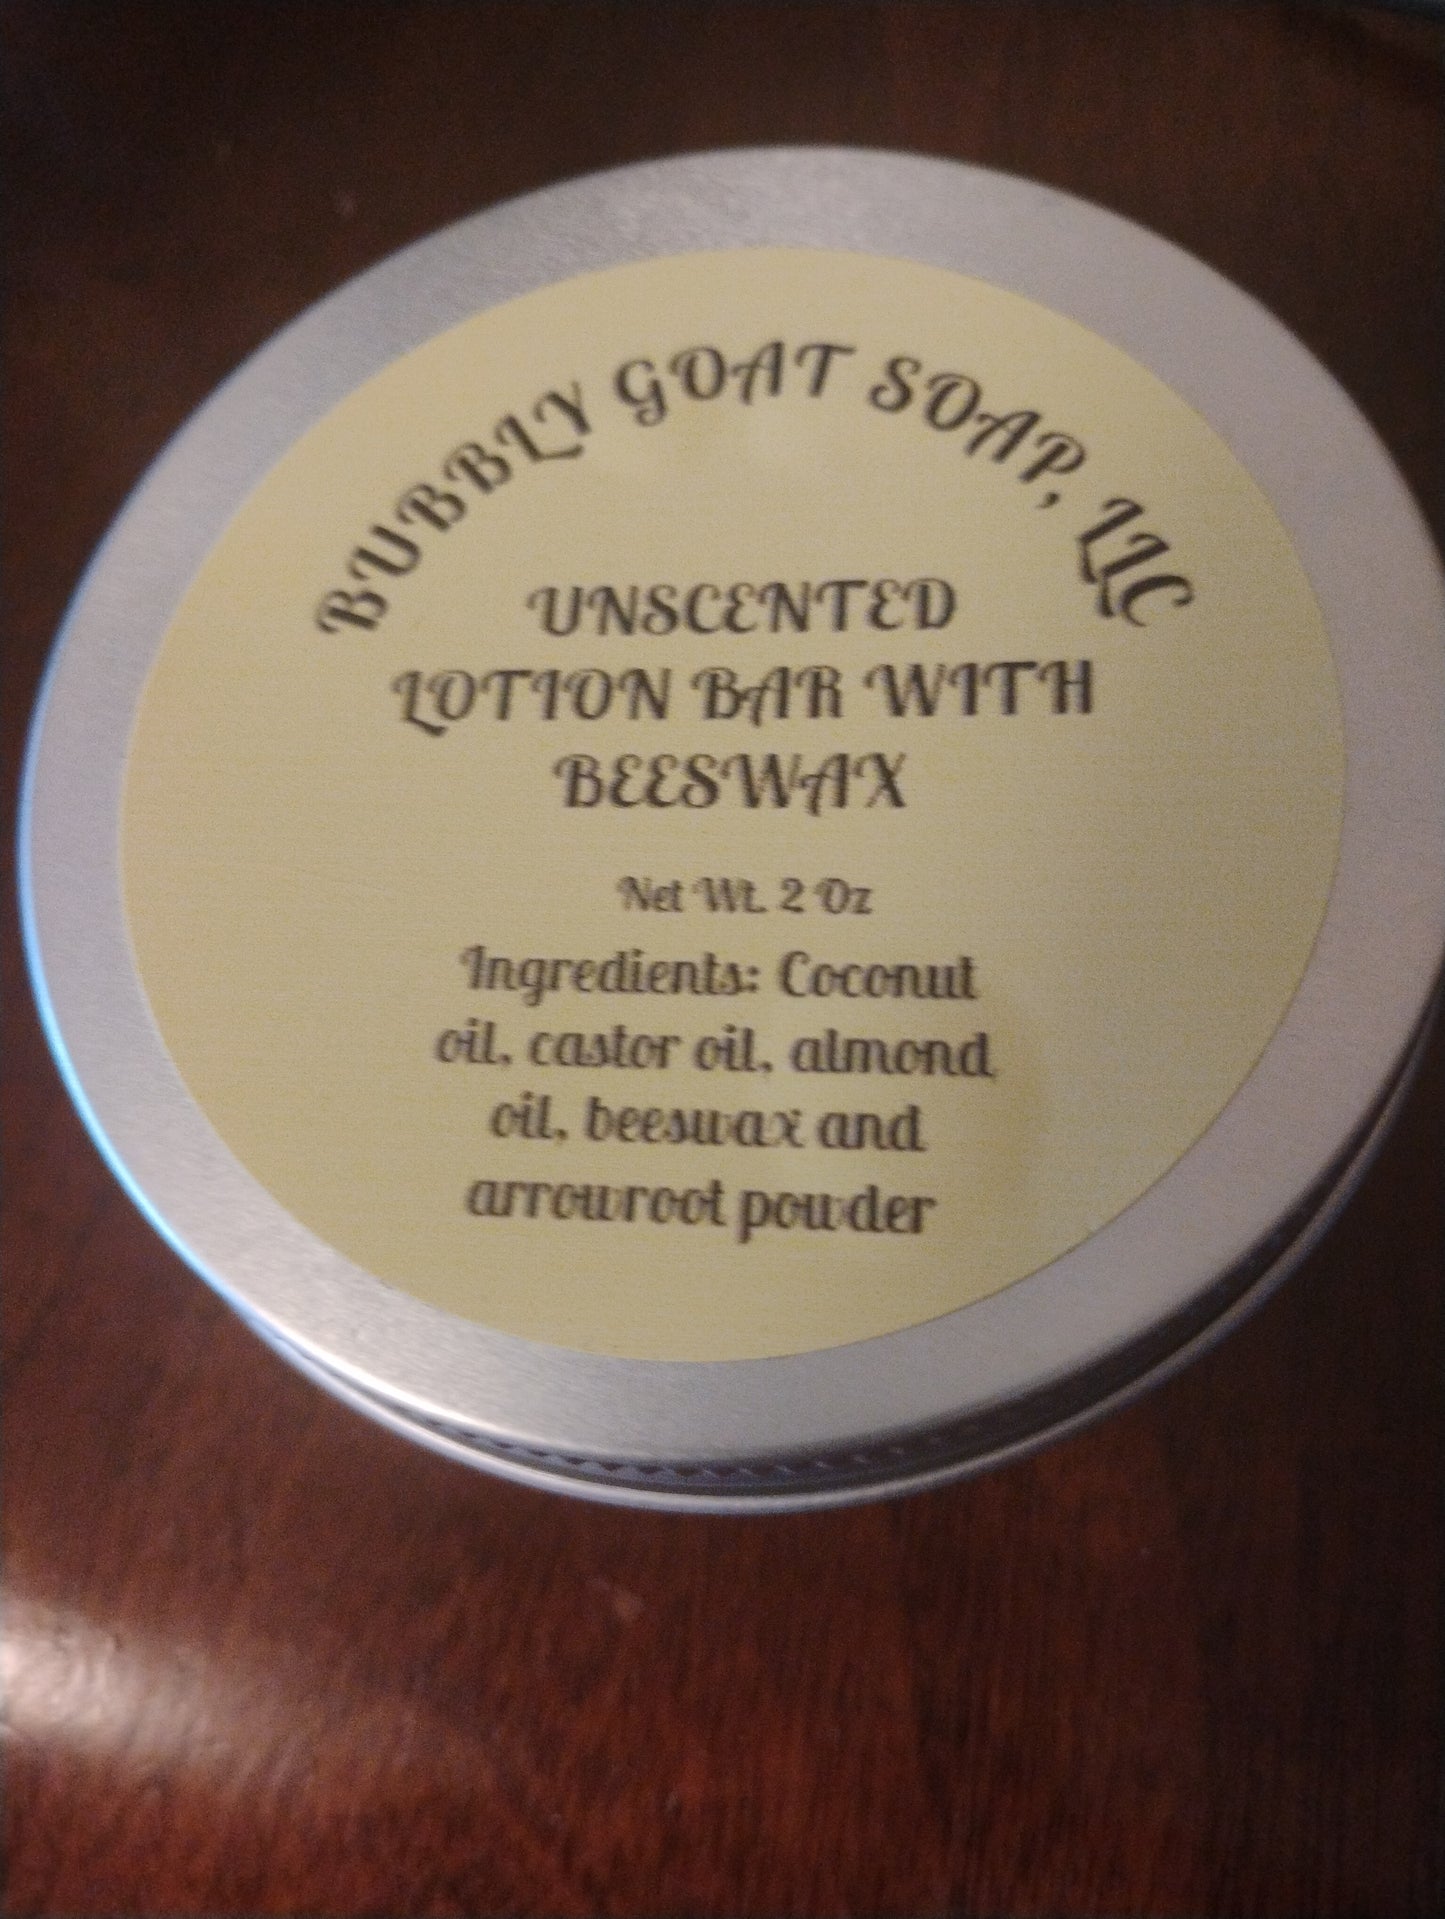 BUBBLY GOAT SOAP, LLC
UNSCENTED
LOTION BAR WITH
BEESWAX
Net Wt. 2 Oz
Ingredients: Coconut
oil, castor oil, almond
oil, beeswax and
arrowroot powder